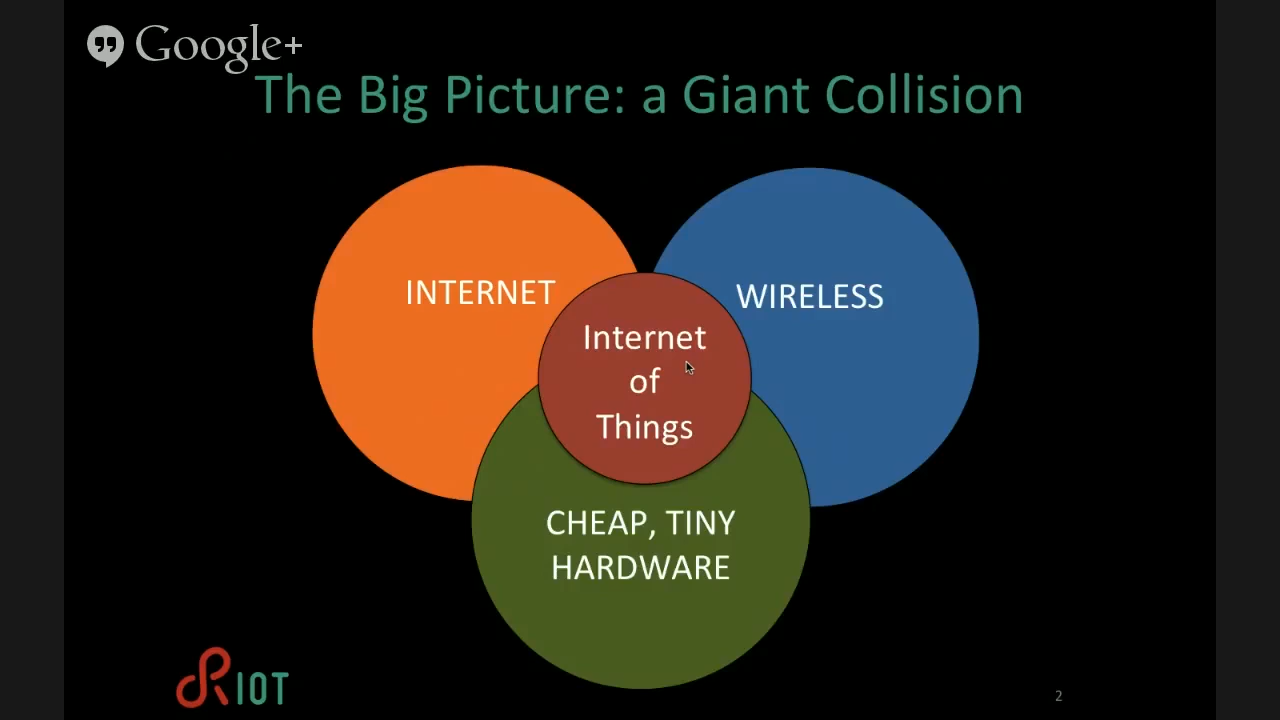 Google+
The Big Picture: a Giant Collision
INTERNET
WIRELESS
Internet
of
Things
CHEAP, TINY
HARDWARE
RIOT
2